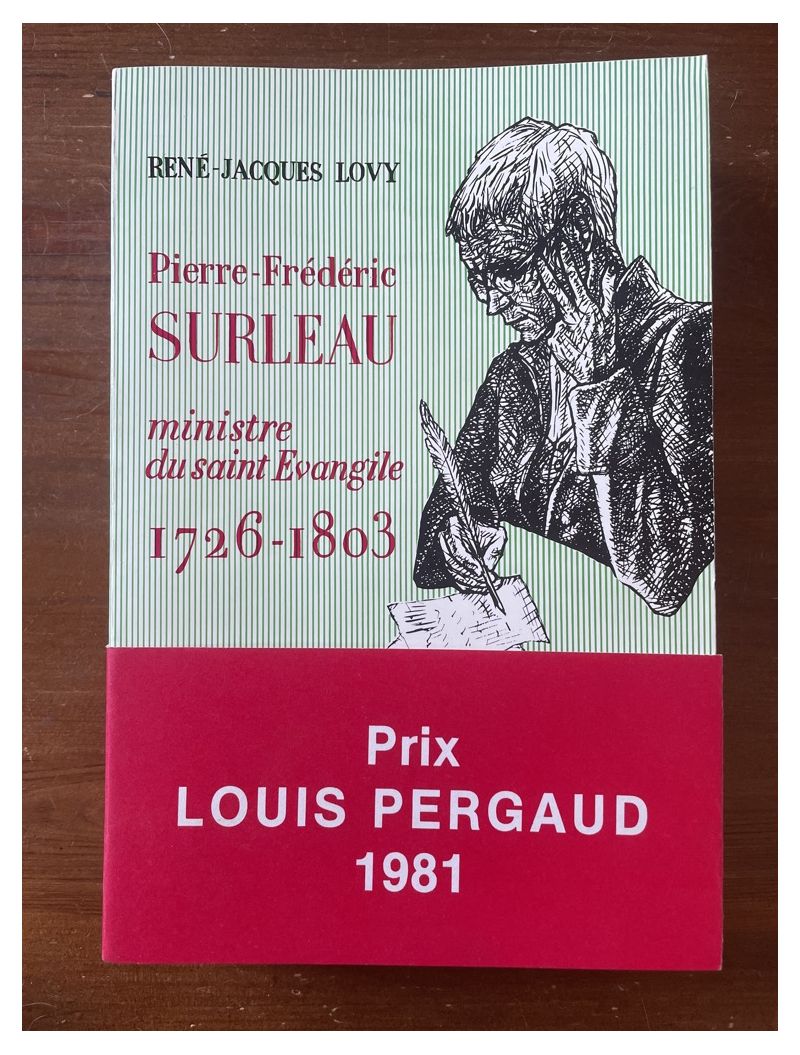 RENÉ-JACQUES LOVY
Pierre-Frédéric
SURLEAU
ministre
du saint Evangile
1726-1803
Prix
LOUIS PERGAUD
1981